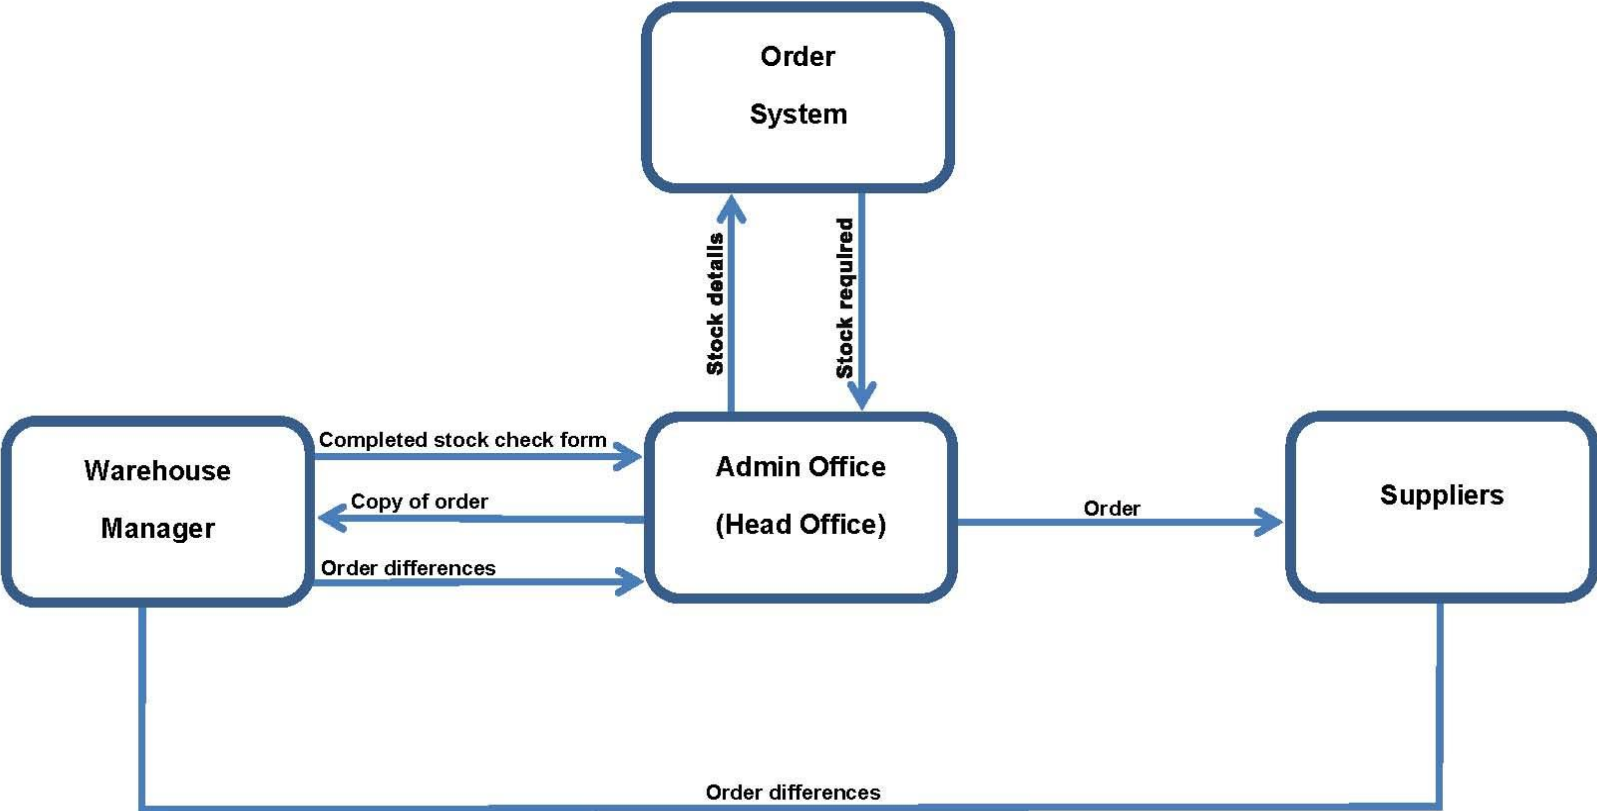 Order
System
Stock details
Stock required
Completed stock check form
Warehouse
Manager
Copy of order
Order differences
Admin Office
(Head Office)
Order
Suppliers
Order differences